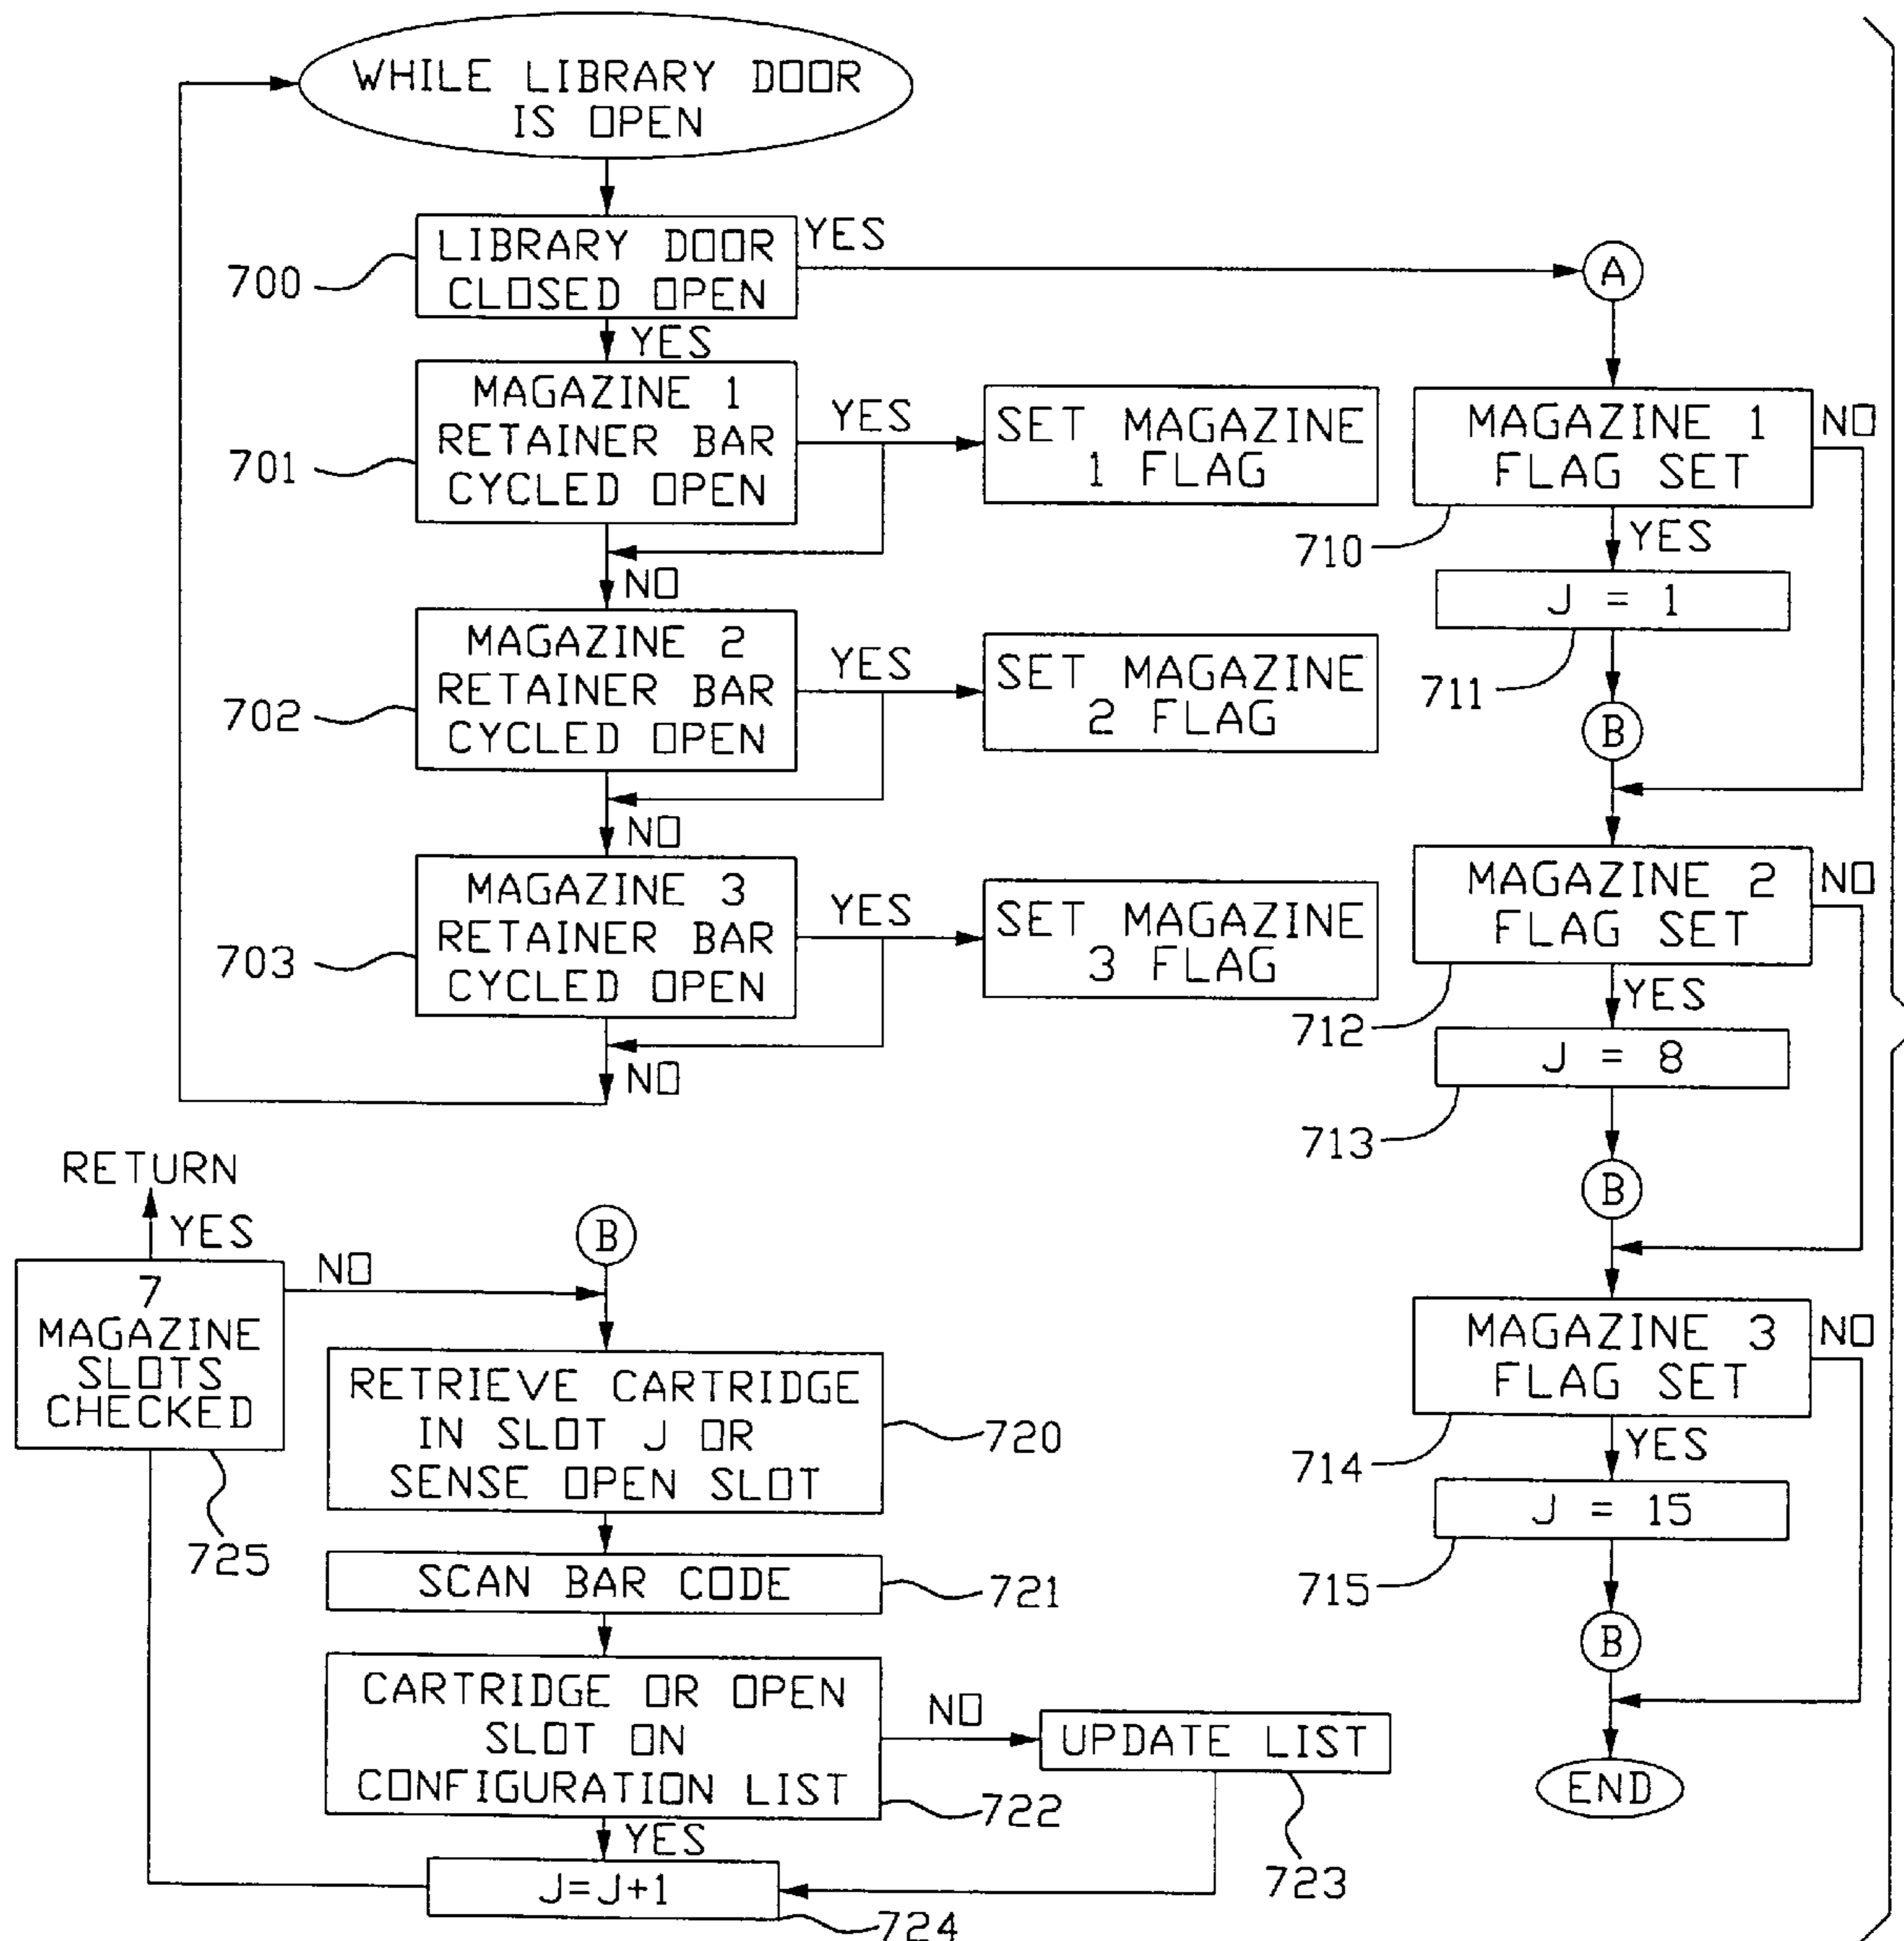 WHILE LIBRARY DOOR
IS OPEN
700
LIBRARY DOOR
CLOSED OPEN
YES
A
YES
701
MAGAZINE 1
RETAINER BAR
CYCLED OPEN
YES
SET MAGAZINE
1 FLAG
NO
702
MAGAZINE 2
RETAINER BAR
CYCLED OPEN
YES
SET MAGAZINE
2 FLAG
NO
703
MAGAZINE 3
RETAINER BAR
CYCLED OPEN
YES
SET MAGAZINE
3 FLAG
NO
MAGAZINE 1
FLAG SET
NO
710
YES
J = 1
711
B
MAGAZINE 2
FLAG SET
NO
712
YES
J = 8
713
B
MAGAZINE 3
FLAG SET
NO
714
YES
J = 15
715
B
END
RETURN
YES
7
MAGAZINE
SLOTS
CHECKED
725
NO
B
RETRIEVE CARTRIDGE
IN SLOT J OR
SENSE OPEN SLOT
720
SCAN BAR CODE
721
CARTRIDGE OR OPEN
SLOT ON
CONFIGURATION LIST
722
NO
UPDATE LIST
723
YES
J=J+1
724